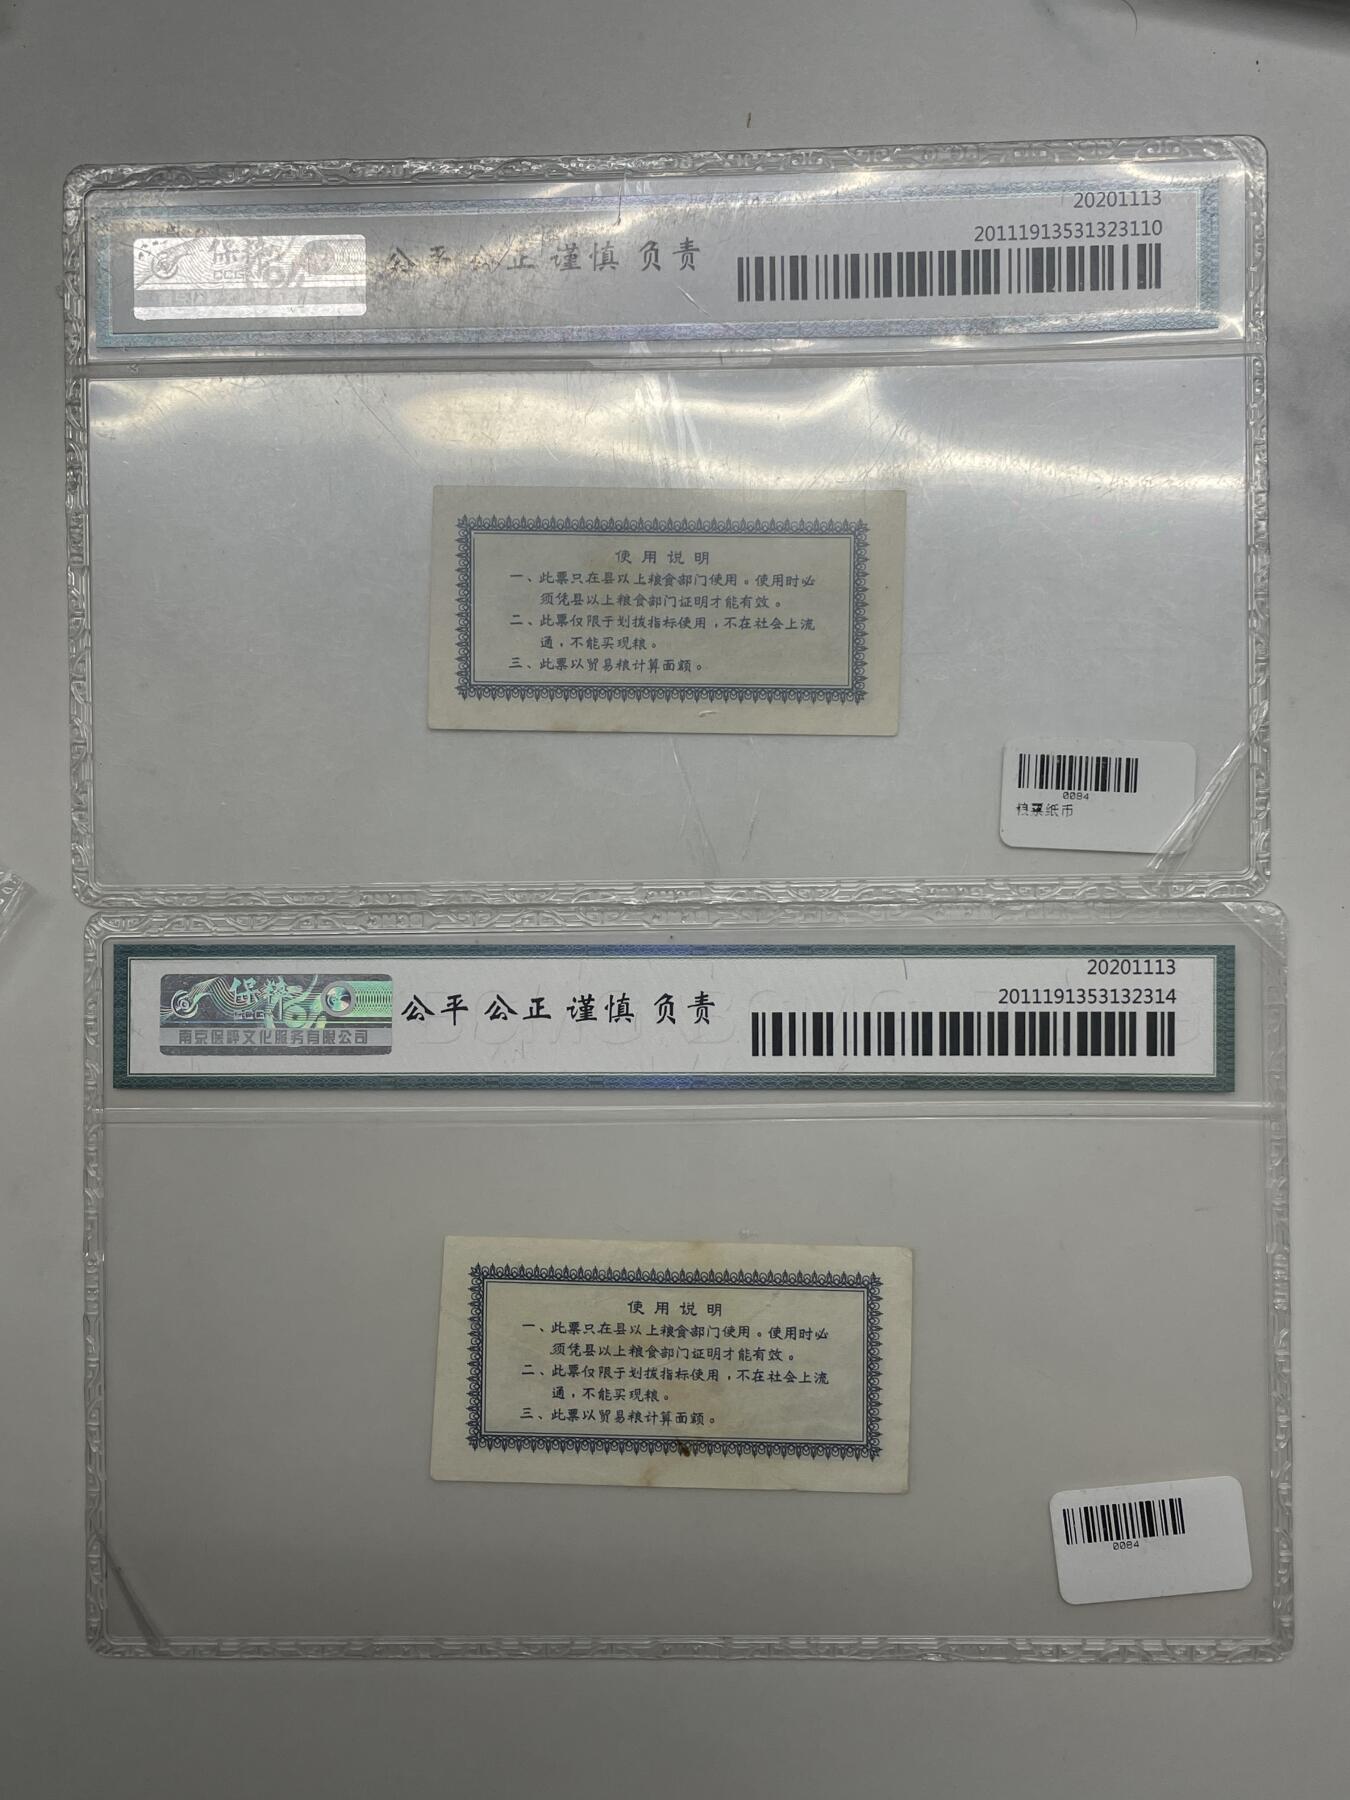 20201113
20111913531323110
保粹
CCG
公平 公正 谨慎 负责
使用说明
一、此票只在县以上粮食部门使用。使用时必
须凭县以上粮食部门证明才能有效。
二、此票仅限于划拨指标使用，不在社会上流
通，不能买现粮。
三、此票以贸易粮计算面额。
0084
粮票纸币
20201113
2011191353132314
保粹
CCG
南京保粹文化服务有限公司
公平 公正 谨慎 负责
使用说明
一、此票只在县以上粮食部门使用。使用时必
须凭县以上粮食部门证明才能有效。
二、此票仅限于划拨指标使用，不在社会上流
通，不能买现粮。
三、此票以贸易粮计算面额。
0084